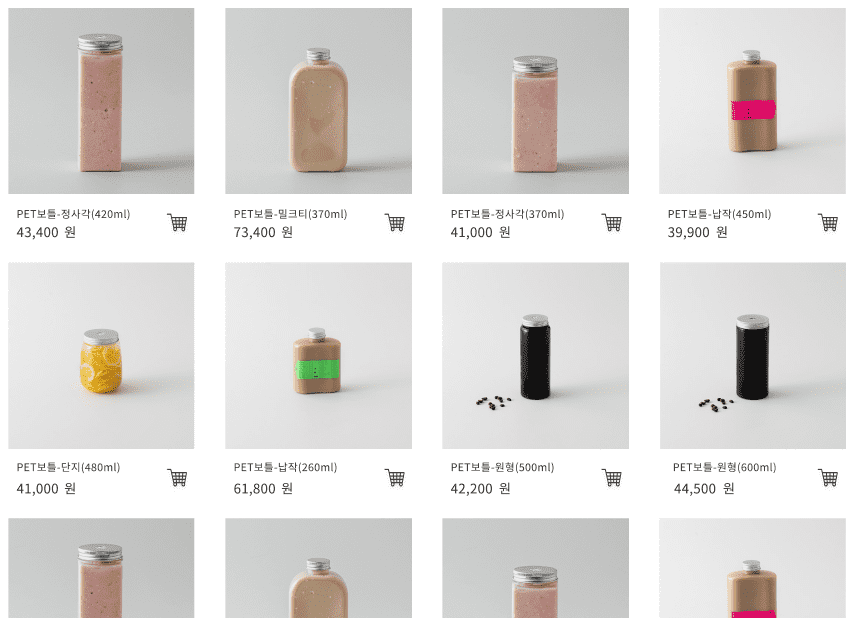 PET보틀-정사각(420ml)
43,400 원
PET보틀-밀크티(370ml)
73,400 원
PET보틀-정사각(370ml)
41,000 원
PET보틀-납작(450ml)
39,900 원
PET보틀-단지(480ml)
41,000 원
PET보틀-납작(260ml)
61,800 원
PET보틀-원형(500ml)
42,200 원
PET보틀-원형(600ml)
44,500 원